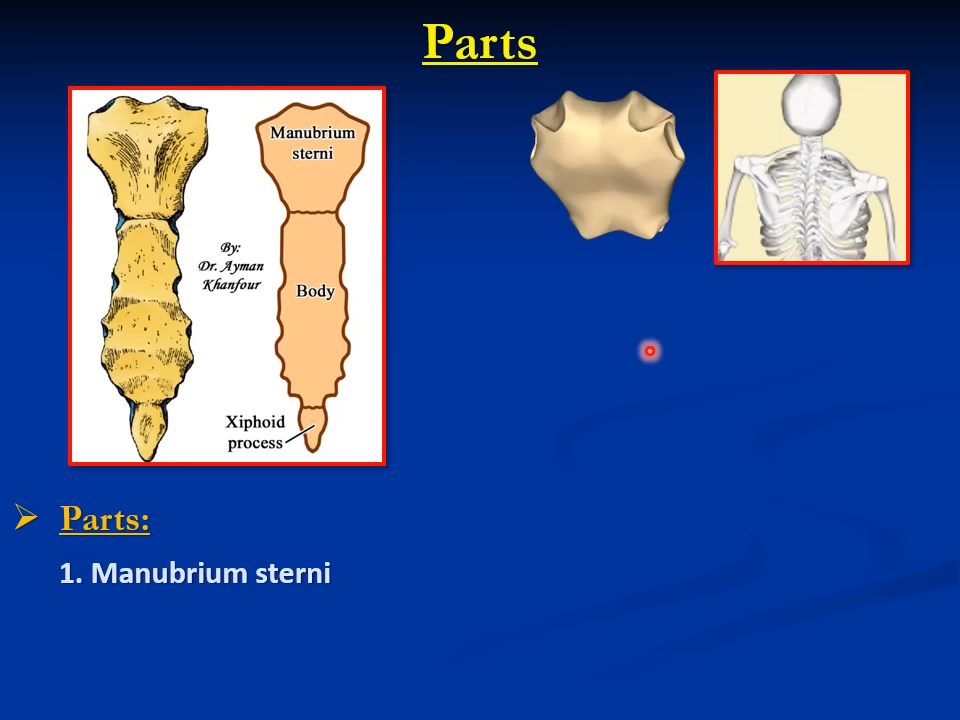 Parts
Manubrium
sterni
By:
Dr. Ayman
Khanfour
Body
Xiphoid
process
Parts:
1. Manubrium sterni